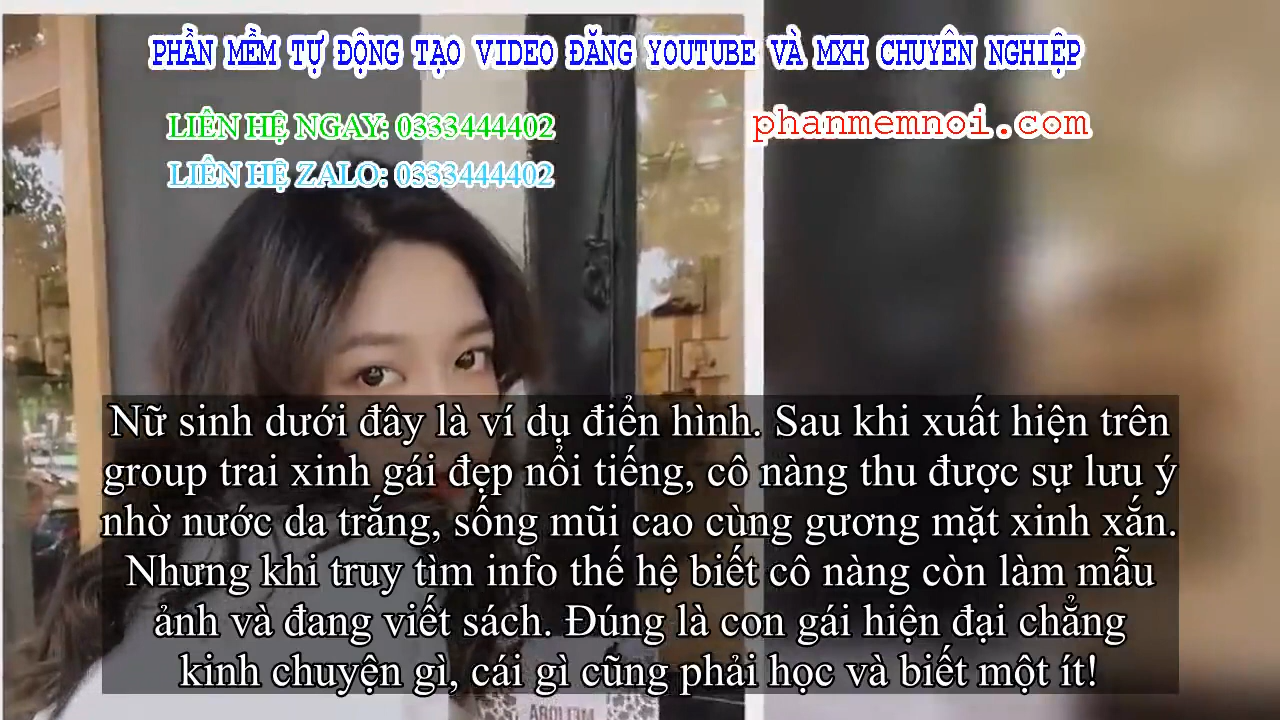 PHẦN MỀM TỰ ĐỘNG TẠO VIDEO ĐĂNG YOUTUBE VÀ MXH CHUYÊN NGHIỆP
LIÊN HỆ NGAY: 0333444402
phanmemnoi.com
LIÊN HỆ ZALO: 0333444402
Nữ sinh dưới đây là ví dụ điển hình. Sau khi xuất hiện trên
group trai xinh gái đẹp nổi tiếng, cô nàng thu được sự lưu ý
nhờ nước da trắng, sống mũi cao cùng gương mặt xinh xắn.
Nhưng khi truy tìm info thế hệ biết cô nàng còn làm mẫu
ảnh và đang viết sách. Đúng là con gái hiện đại chẳng
kinh chuyện gì, cái gì cũng phải học và biết một ít!